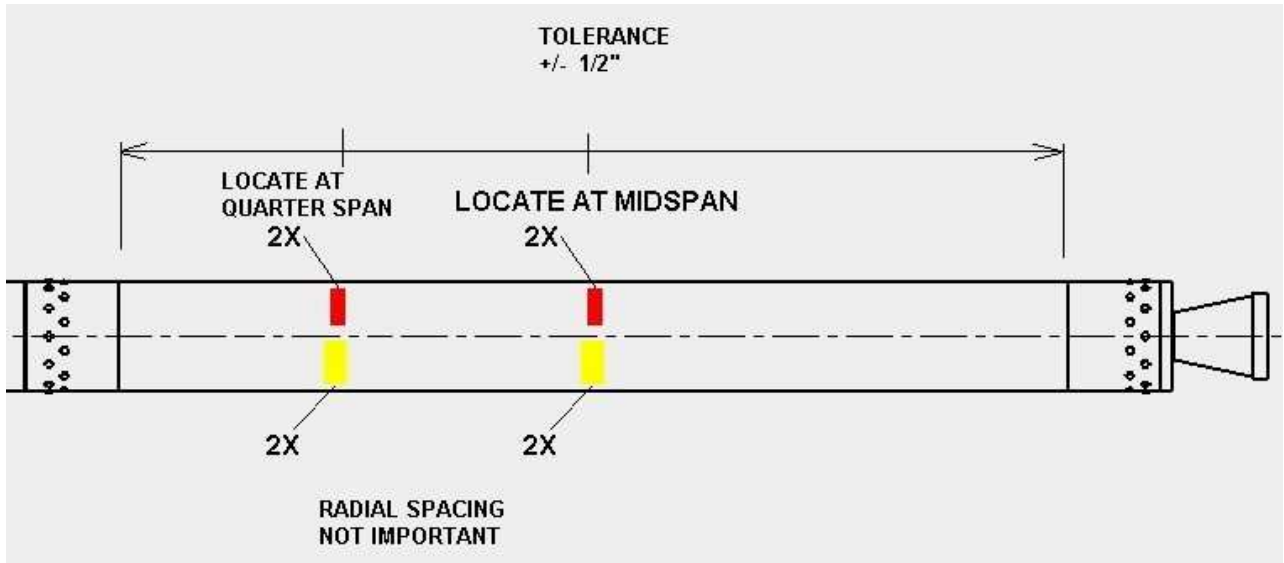 TOLERANCE
+/- 1/2"
LOCATE AT
QUARTER SPAN
2X
LOCATE AT MIDSPAN
2X
2X
2X
RADIAL SPACING
NOT IMPORTANT